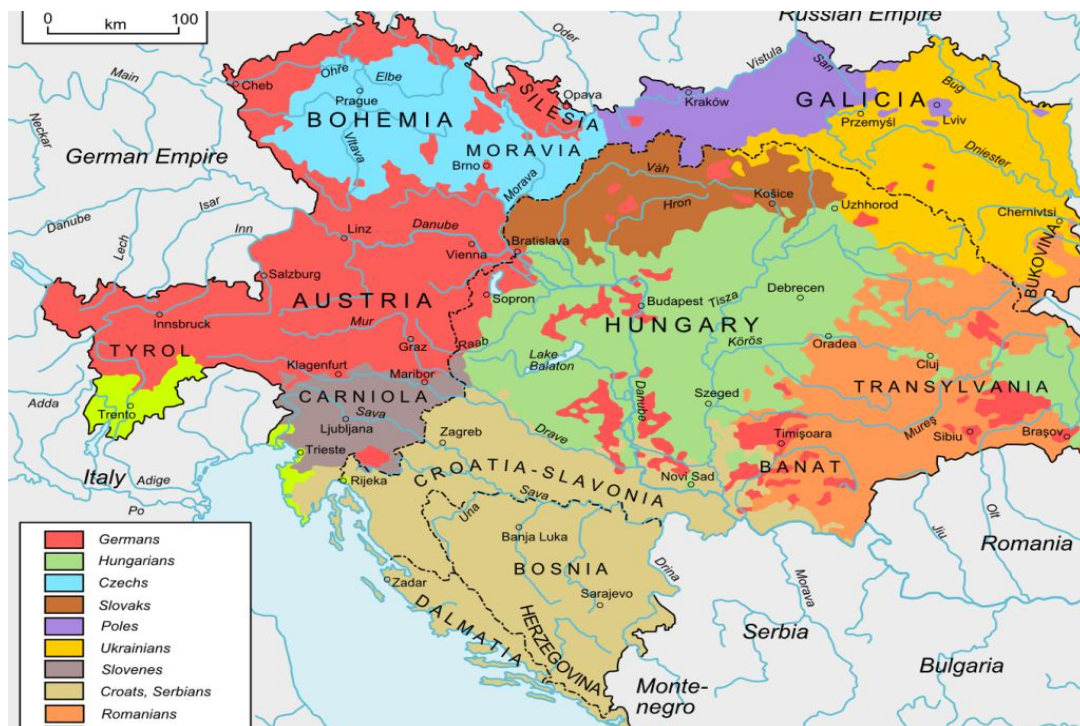 0 100
km
Russian Empire
Oder
Vistula
San
Main
Cheb
Ohře
Elbe
Opava
Kraków
Bug
Prague
SILESIA
GALICIA
Przemyśl
Lviv
BOHEMIA
Neckar
Vltava
MORAVIA
German Empire
Brno
Dniester
Váh
Morava
Košice
Danube
Isar
Hron
Uzhhorod
Chernivtsi
Lech
Inn
Linz
Danube
Vienna
Bratislava
BUKOVINA
Salzburg
AUSTRIA
Sopron
Budapest
Tisza
Debrecen
Innsbruck
Mur
HUNGARY
TYROL
Graz
Raab
Körös
Oradea
Klagenfurt
Lake
Balaton
Cluj
Maribor
TRANSYLVANIA
Adda
Trento
CARNIOLA
Danube
Szeged
Sava
Ljubljana
Drave
Mureş
Zagreb
Timişoara
Sibiu
Braşov
Trieste
BANAT
Italy
Adige
Rijeka
CROATIA-SLAVONIA
Novi Sad
Po
Sava
Una
Olt
Jiu
Banja Luka
Romania
BOSNIA
Drina
Zadar
Morava
Sarajevo
DALMATIA
HERZEGOVINA
Serbia
Bulgaria
Monte-
negro
Germans
Hungarians
Czechs
Slovaks
Poles
Ukrainians
Slovenes
Croats, Serbians
Romanians